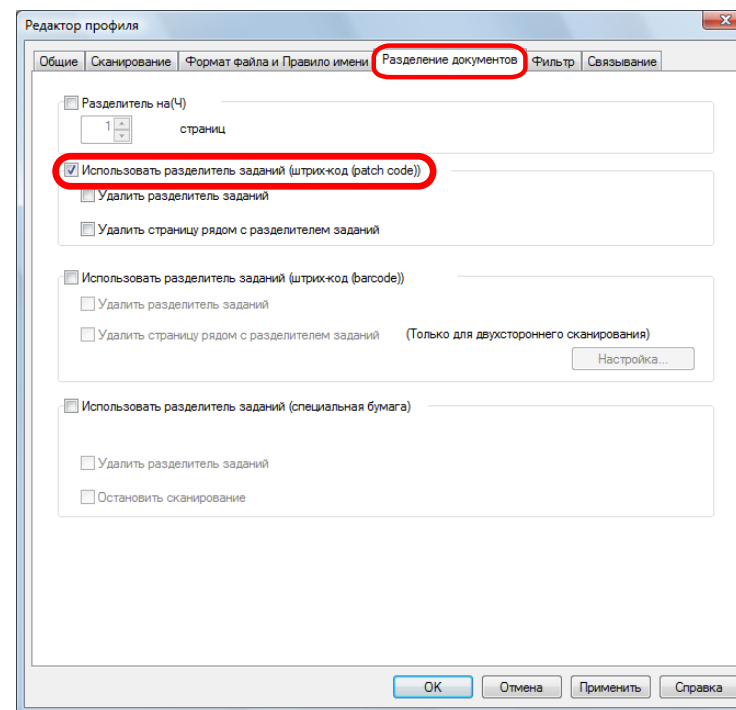 Редактор профиля
Общие Сканирование Формат файла и Правило имени Разделение документов Фильтр Связывание
Разделитель на(Ч)
1 страниц
Использовать разделитель заданий (штрих-код (patch code))
Удалить разделитель заданий
Удалить страницу рядом с разделителем заданий
Использовать разделитель заданий (штрих-код (barcode))
Удалить разделитель заданий
Удалить страницу рядом с разделителем заданий (Только для двухстороннего сканирования)
Настройка...
Использовать разделитель заданий (специальная бумага)
Удалить разделитель заданий
Остановить сканирование
OK Отмена Применить Справка